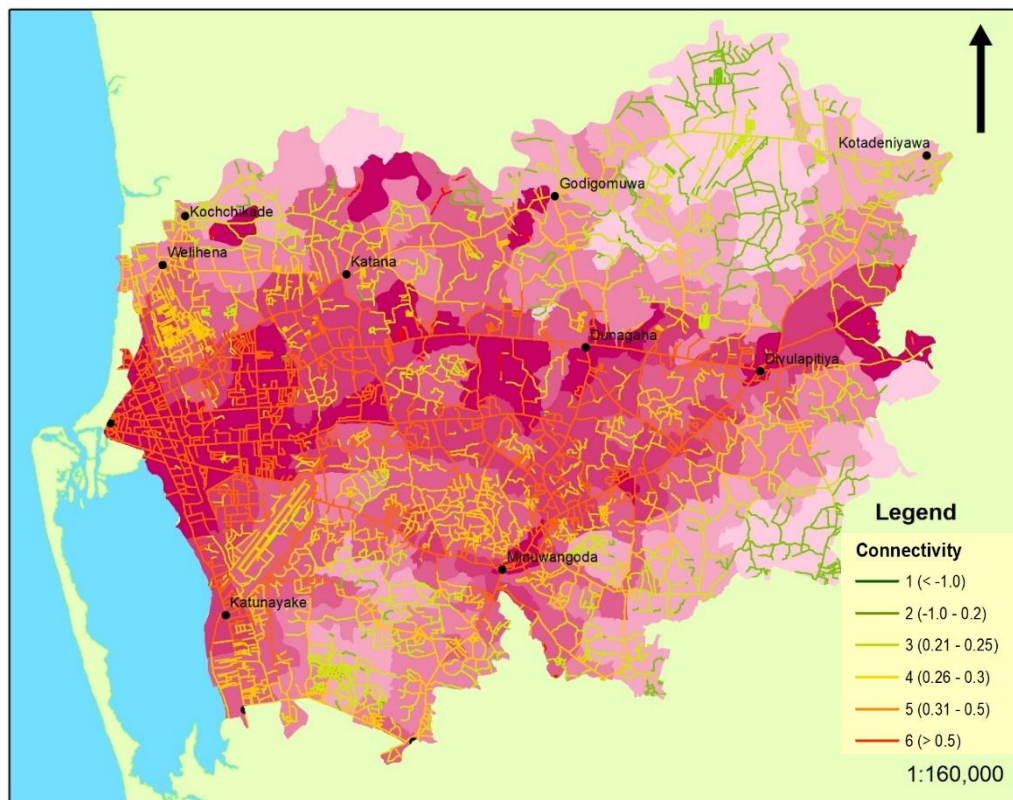 Kotadeniyawa
Godigomuwa
Kochchikade
Welihena
Katana
Dunagaha
Divulapitiya
Minuwangoda
Katunayake
Legend
Connectivity
1 (< -1.0)
2 (-1.0 - 0.2)
3 (0.21 - 0.25)
4 (0.26 - 0.3)
5 (0.31 - 0.5)
6 (> 0.5)
1:160,000